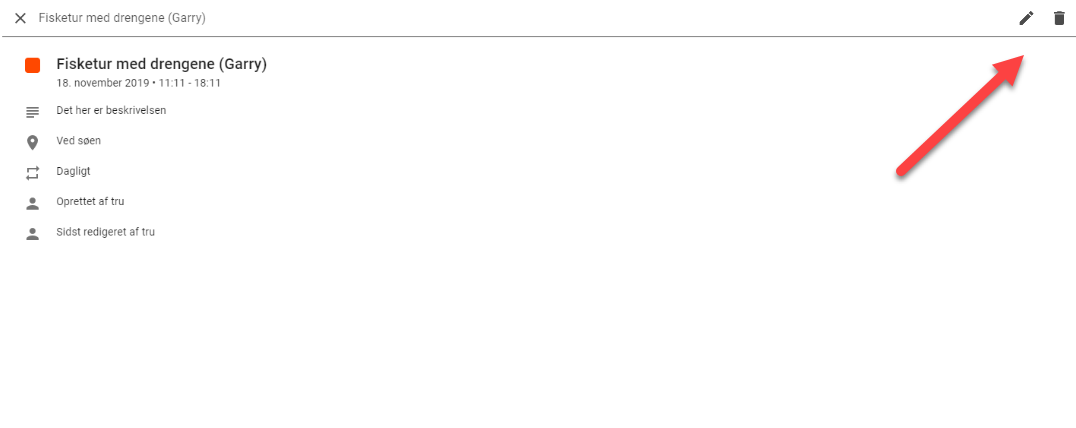 Fisketur med drengene (Garry)
Fisketur med drengene (Garry)
18. november 2019 • 11:11 - 18:11
Det her er beskrivelsen
Ved søen
Dagligt
Oprettet af tru
Sidst redigeret af tru